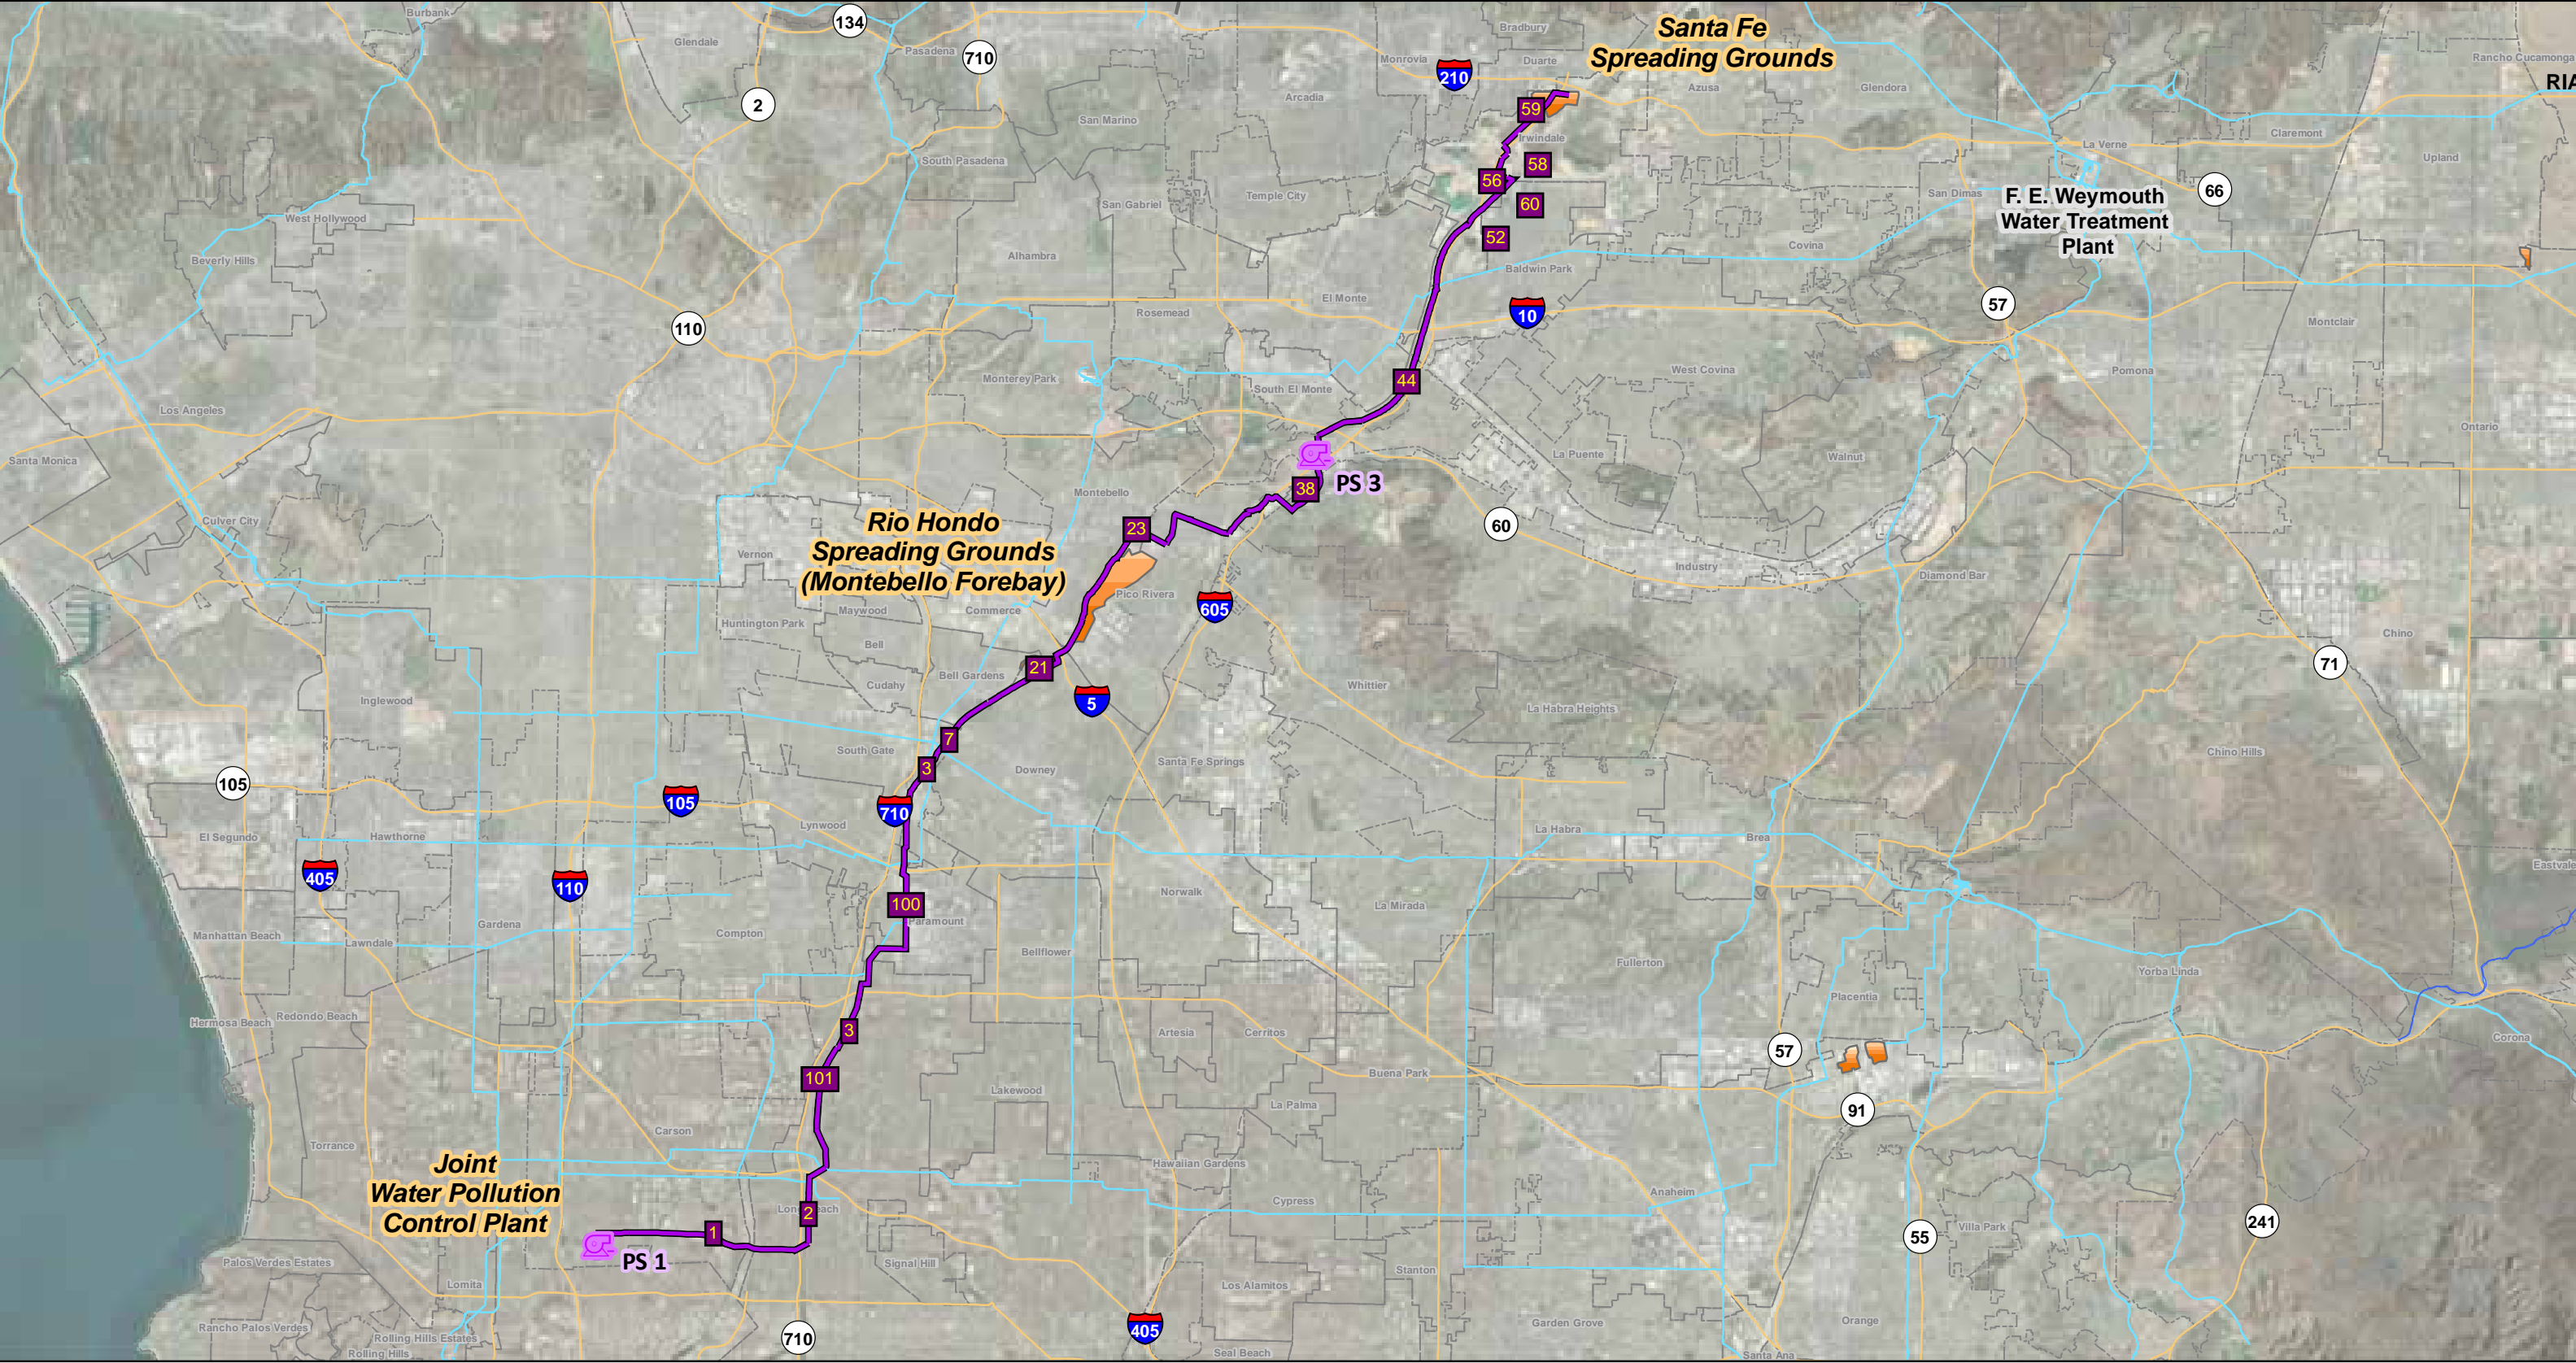 Burbank
134
Glendale
Pasadena
710
2
Bradbury
Monrovia
Duarte
210
Santa Fe
Spreading Grounds
Rancho Cucamonga
RIA
Arcadia
Azusa
Glendora
59
Irwindale
San Marino
Claremont
La Verne
Upland
South Pasadena
58
56
60
52
Temple City
San Gabriel
San Dimas
F. E. Weymouth
Water Treatment
Plant
66
West Hollywood
Beverly Hills
Alhambra
Covina
Baldwin Park
El Monte
10
57
Rosemead
110
Montclair
Monterey Park
South El Monte
44
West Covina
Pomona
Los Angeles
Ontario
Santa Monica
La Puente
Walnut
PS 3
38
Montebello
23
60
Culver City
Rio Hondo
Spreading Grounds
(Montebello Forebay)
Vernon
Industry
Diamond Bar
Pico Rivera
605
Maywood
Commerce
Huntington Park
Bell
Chino
71
21
Bell Gardens
Cudahy
5
Whittier
Inglewood
La Habra Heights
7
South Gate
3
Downey
Santa Fe Springs
Chino Hills
105
105
710
Lynwood
El Segundo
Hawthorne
La Habra
Brea
Eastvale
405
110
Norwalk
100
Paramount
La Mirada
Gardena
Manhattan Beach
Lawndale
Compton
Bellflower
Fullerton
Yorba Linda
Placentia
Hermosa Beach
Redondo Beach
3
Artesia
Cerritos
Corona
57
101
Buena Park
Lakewood
La Palma
91
Torrance
Carson
Joint
Water Pollution
Control Plant
Hawaiian Gardens
Cypress
Anaheim
Long Beach
2
1
PS 1
Villa Park
55
241
Palos Verdes Estates
Signal Hill
Lomita
Los Alamitos
Stanton
Rancho Palos Verdes
Rolling Hills Estates
Rolling Hills
710
405
Garden Grove
Orange
Seal Beach
Santa Ana